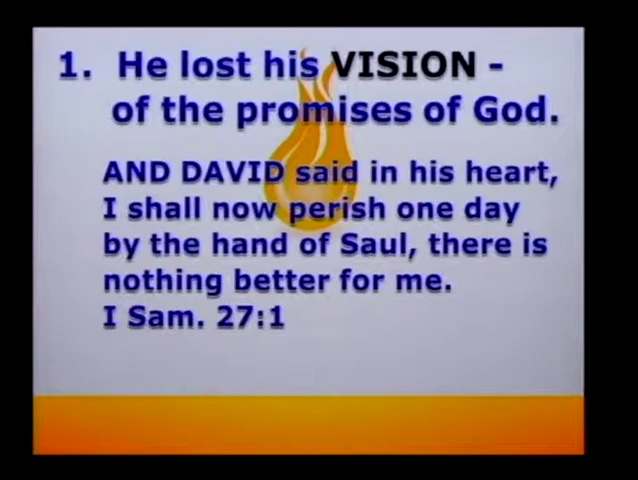 1. He lost his VISION -
of the promises of God.
AND DAVID said in his heart,
I shall now perish one day
by the hand of Saul, there is
nothing better for me.
I Sam. 27:1